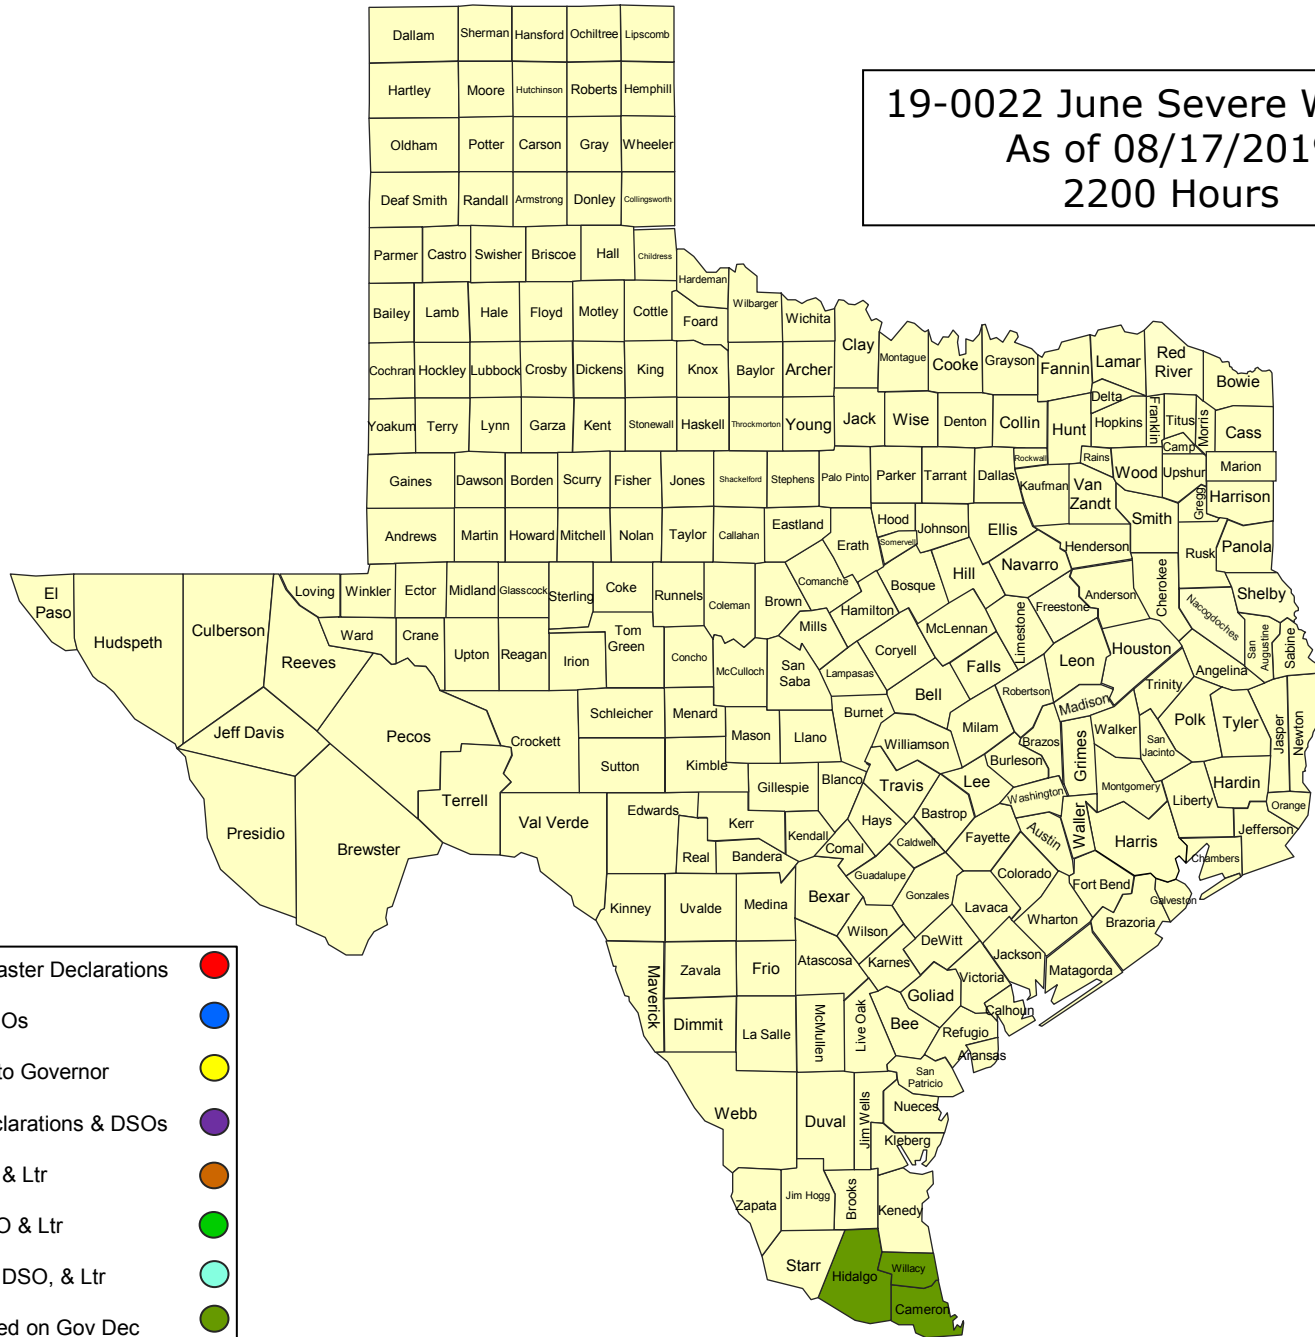 Dallam Sherman Hansford Ochiltree Lipscomb
Hartley Moore Hutchinson Roberts Hemphill
19-0022 June Severe
As of 08/17/201
2200 Hours
Oldham Potter Carson Gray Wheeler
Deaf Smith Randall Armstrong Donley Collingsworth
Parmer Castro Swisher Briscoe Hall Childress
Hardeman
Bailey Lamb Hale Floyd Motley Cottle Foard Wilbarger Wichita
Clay Montague Cooke Grayson Fannin Lamar Red
River Bowie
Cochran Hockley Lubbock Crosby Dickens King Knox Baylor Archer
Delta
Yoakum Terry Lynn Garza Kent Stonewall Haskell Throckmorton Young Jack Wise Denton Collin Hunt Hopkins Franklin Titus Morris Cass
Camp
Rockwall Rains
Gaines Dawson Borden Scurry Fisher Jones Shackelford Stephens Palo Pinto Parker Tarrant Dallas Kaufman Van
Zandt Wood Upshur Marion
Gregg Harrison
Andrews Martin Howard Mitchell Nolan Taylor Callahan Eastland Erath Hood Somervell Johnson Ellis Henderson Smith Rusk Panola
El
Paso Hudspeth Culberson Loving Winkler Ector Midland Glasscock Sterling Coke Runnels Coleman Brown Comanche Hamilton Bosque Hill Navarro Freestone Anderson Cherokee Nacogdoches Shelby
Reeves Ward Crane Upton Reagan Irion Tom
Green Concho McCulloch San
Saba Mills Lampasas Coryell McLennan Limestone Falls Leon Houston Angelina San
Augustine Sabine
Jeff Davis Pecos Crockett Schleicher Menard Mason Llano Burnet Bell Milam Robertson Madison Trinity
Walker San
Jacinto Polk Tyler Jasper Newton
Sutton Kimble Gillespie Blanco Williamson Travis Lee Burleson Brazos Grimes Montgomery Liberty Hardin Orange
Presidio Brewster Terrell Val Verde Edwards Kerr Real Bandera Kendall Comal Hays Caldwell Bastrop Fayette Washington Austin Waller Harris Chambers Jefferson
Kinney Uvalde Medina Bexar Guadalupe Gonzales Lavaca Colorado Fort Bend Galveston
Wilson Wharton Brazoria
Maverick Zavala Frio Atascosa Karnes DeWitt Jackson Matagorda
Victoria
Dimmit La Salle McMullen Live Oak Bee Goliad Calhoun
Refugio
Aransas
San
Patricio
Webb Duval Jim Wells Nueces
Kleberg
Zapata Jim Hogg Brooks Kenedy
Starr Hidalgo Willacy
Cameron
aster Declarations
Os
to Governor
clarations & DSOs
& Ltr
O & Ltr
DSO, & Ltr
ed on Gov Dec